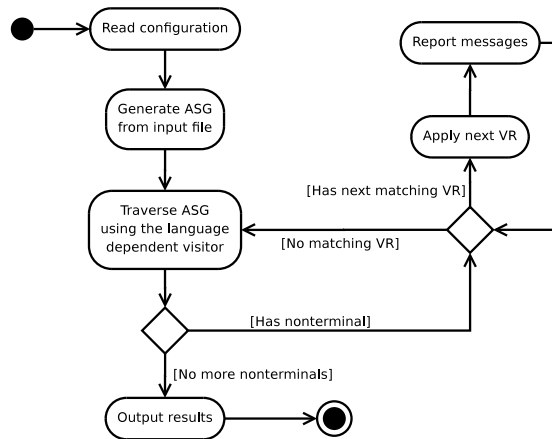 Read configuration
Report messages
Generate ASG
from input file
Apply next VR
[Has next matching VR]
Traverse ASG
using the language
dependent visitor
[No matching VR]
[Has nonterminal]
[No more nonterminals]
Output results